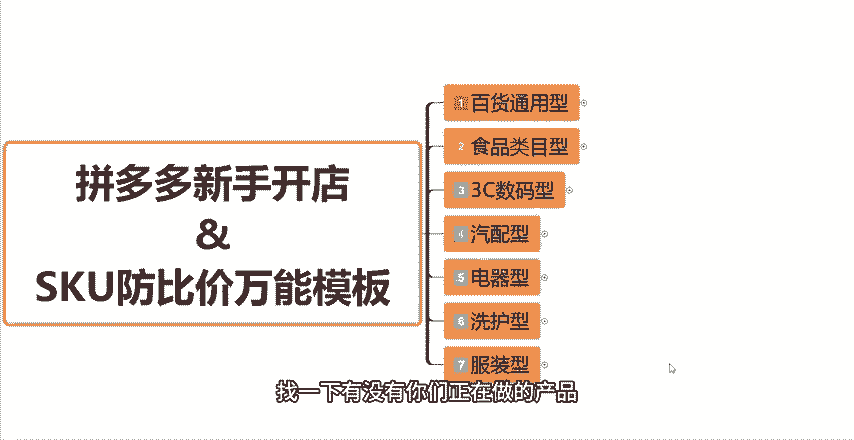 拼多多新手开店
&
SKU防比价万能模板
1 百货通用型
2 食品类目型
3 3C数码型
4 汽配型
5 电器型
6 洗护型
7 服装型
找一下有没有你们正在做的产品